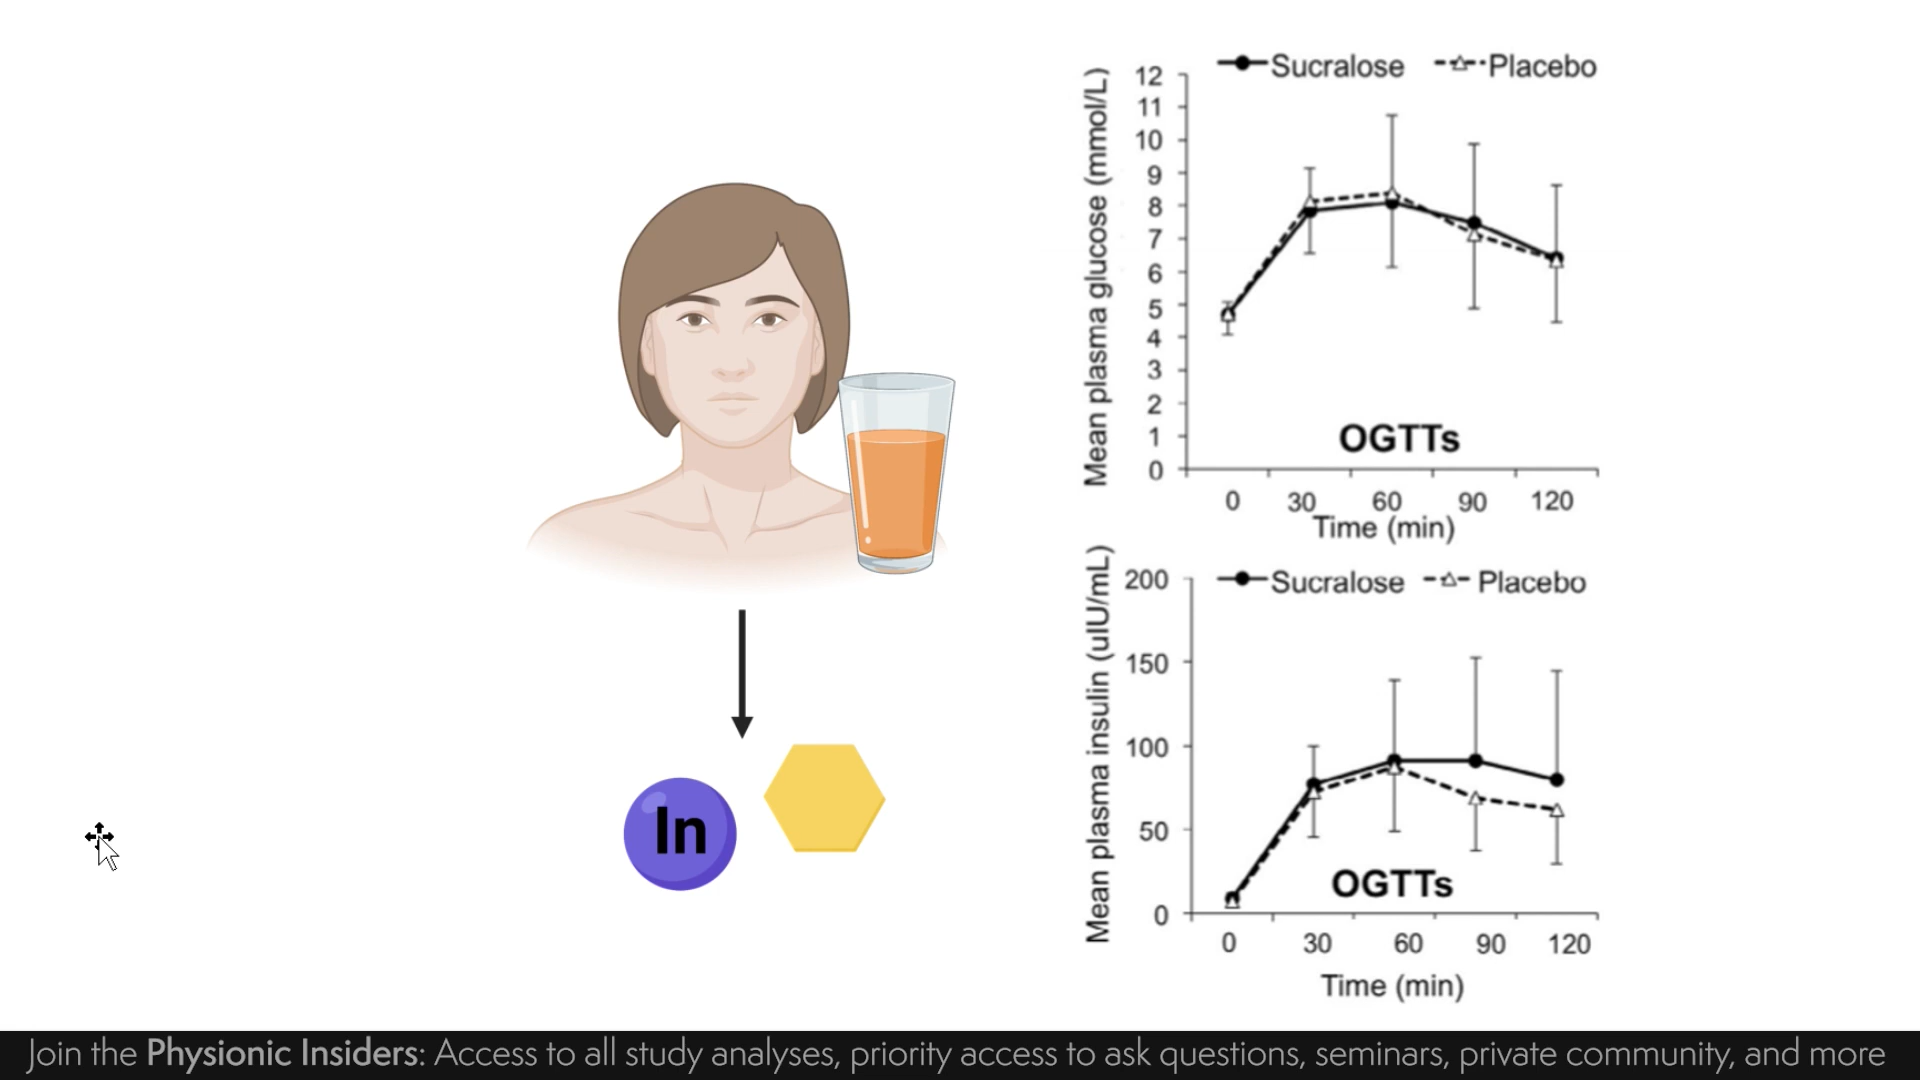 Sucralose Placebo
Mean plasma glucose (mmol/L)
12
11
10
9
8
7
6
5
4
3
2
1
0
OGTTs
0 30 60 90 120
Time (min)
Sucralose Placebo
Mean plasma insulin (uIU/mL)
200
150
100
50
0
OGTTs
0 30 60 90 120
Time (min)
In
Join the Physionic Insiders: Access to all study analyses, priority access to ask questions, seminars, private community, and more